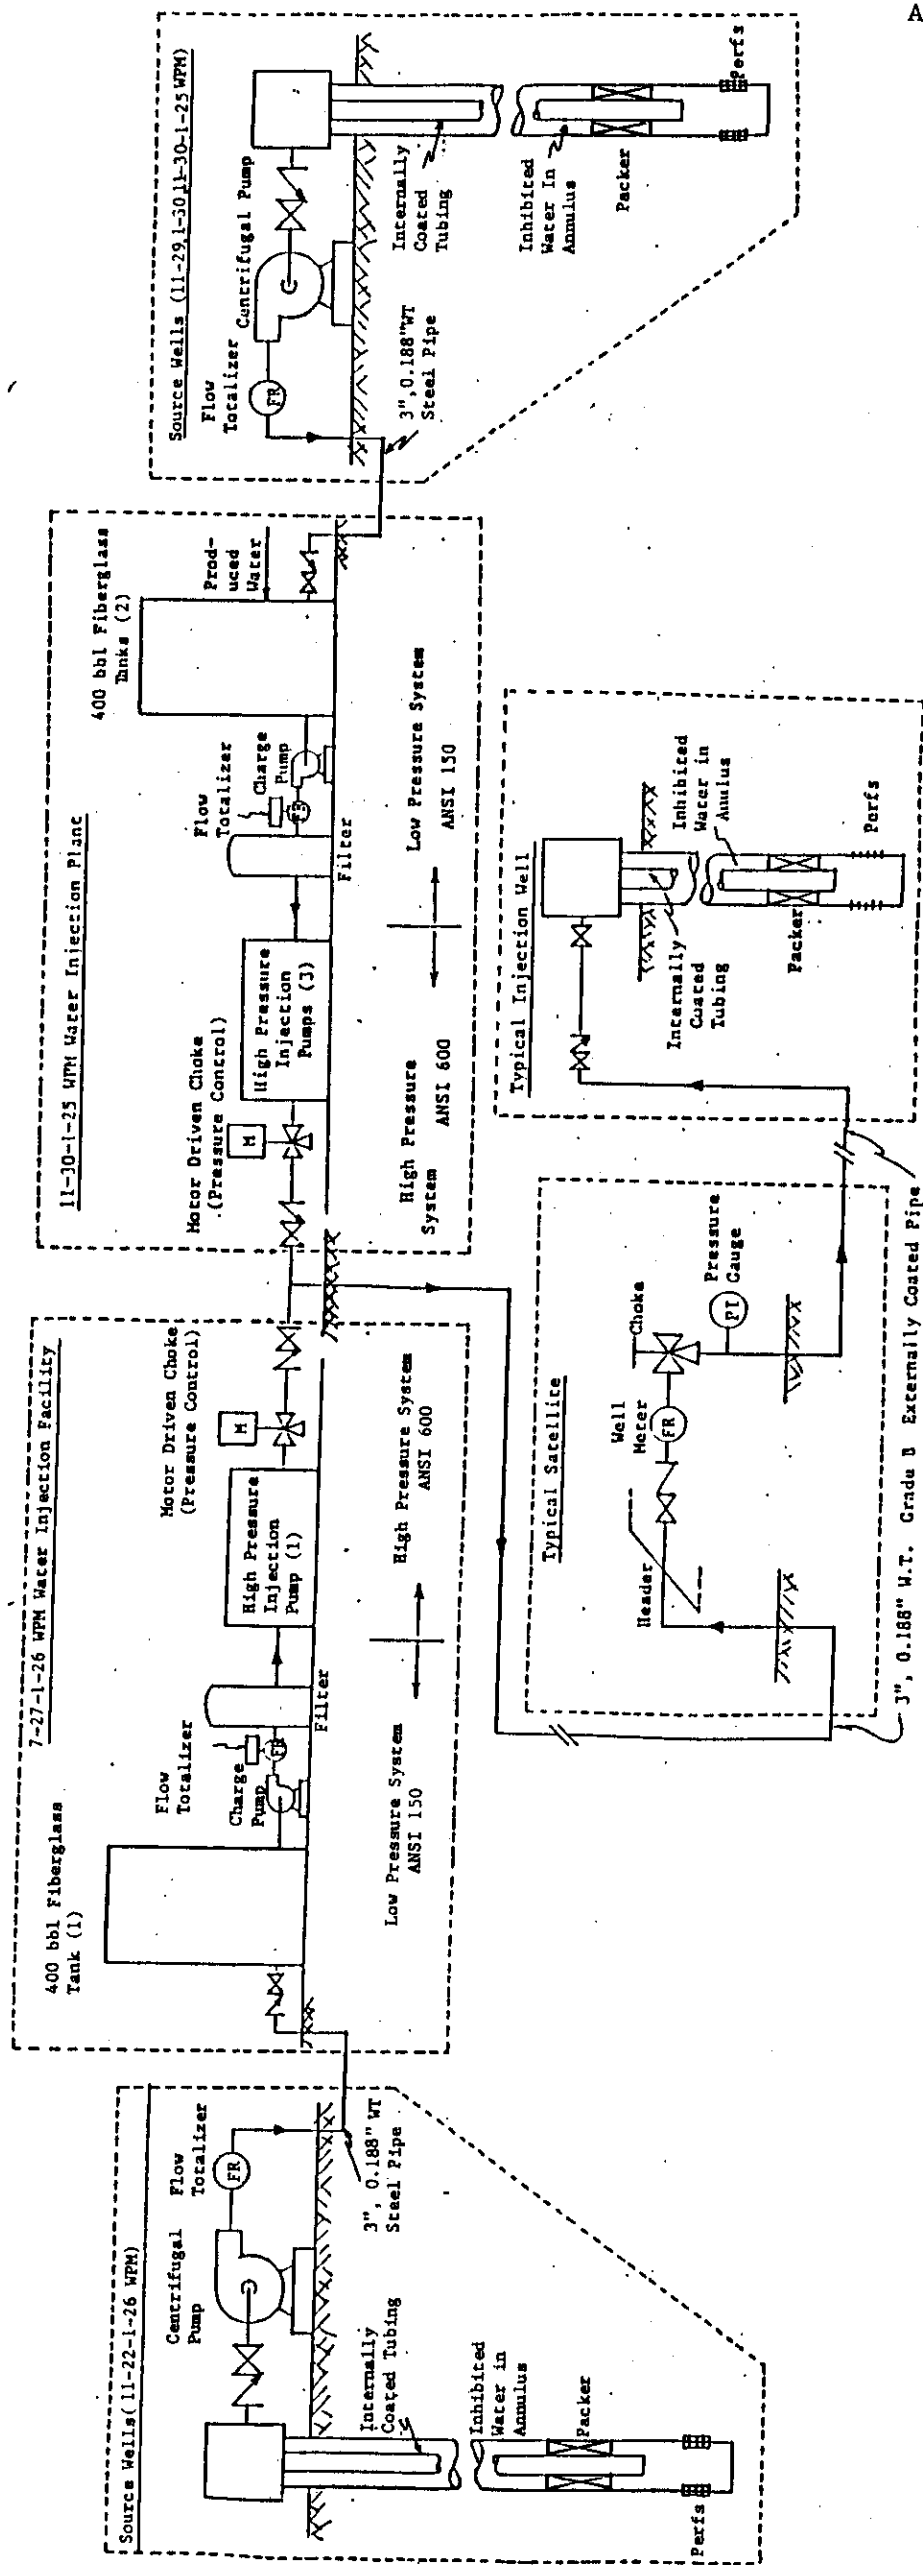 A
Source Wells( 11-22-1-26 WPM)
Centrifugal
Pump
Flow
Totalizer
FR
3", 0.188" WT
Steel Pipe
Internally
Coated Tubing
Inhibited
Water in
Annulus
Packer
Perfs
7-27-1-26 WPM Water Injection Facility
400 bbl Fiberglass
Tank (1)
Flow
Totalizer
Charge
Pump
FR
Filter
High Pressure
Injection
Pump (1)
Motor Driven Choke
(Pressure Control)
M
Low Pressure System
ANSI 150
High Pressure System
ANSI 600
11-30-1-25 WPM Water Injection Plant
Motor Driven Choke
(Pressure Control)
M
High Pressure
Injection
Pumps (3)
Flow
Totalizer
Charge
Pump
Filter
400 bbl Fiberglass
Tanks (2)
Prod-
uced
Water
High Pressure
System
ANSI 600
Low Pressure System
ANSI 150
Source Wells (11-29,1-30,11-30-1-25 WPM)
Flow
Totalizer
FR
Centrifugal Pump
3",0.188"WT
Steel Pipe
Internally
Coated
Tubing
Inhibited
Water In
Annulus
Packer
Perfs
Typical Satellite
Header
Well
Meter
FR
Choke
PI
Pressure
Gauge
3", 0.188" W.T. Grade B Externally Coated Pipe
Typical Injection Well
Internally
Coated
Tubing
Inhibited
Water in
Anulus
Packer
Perfs